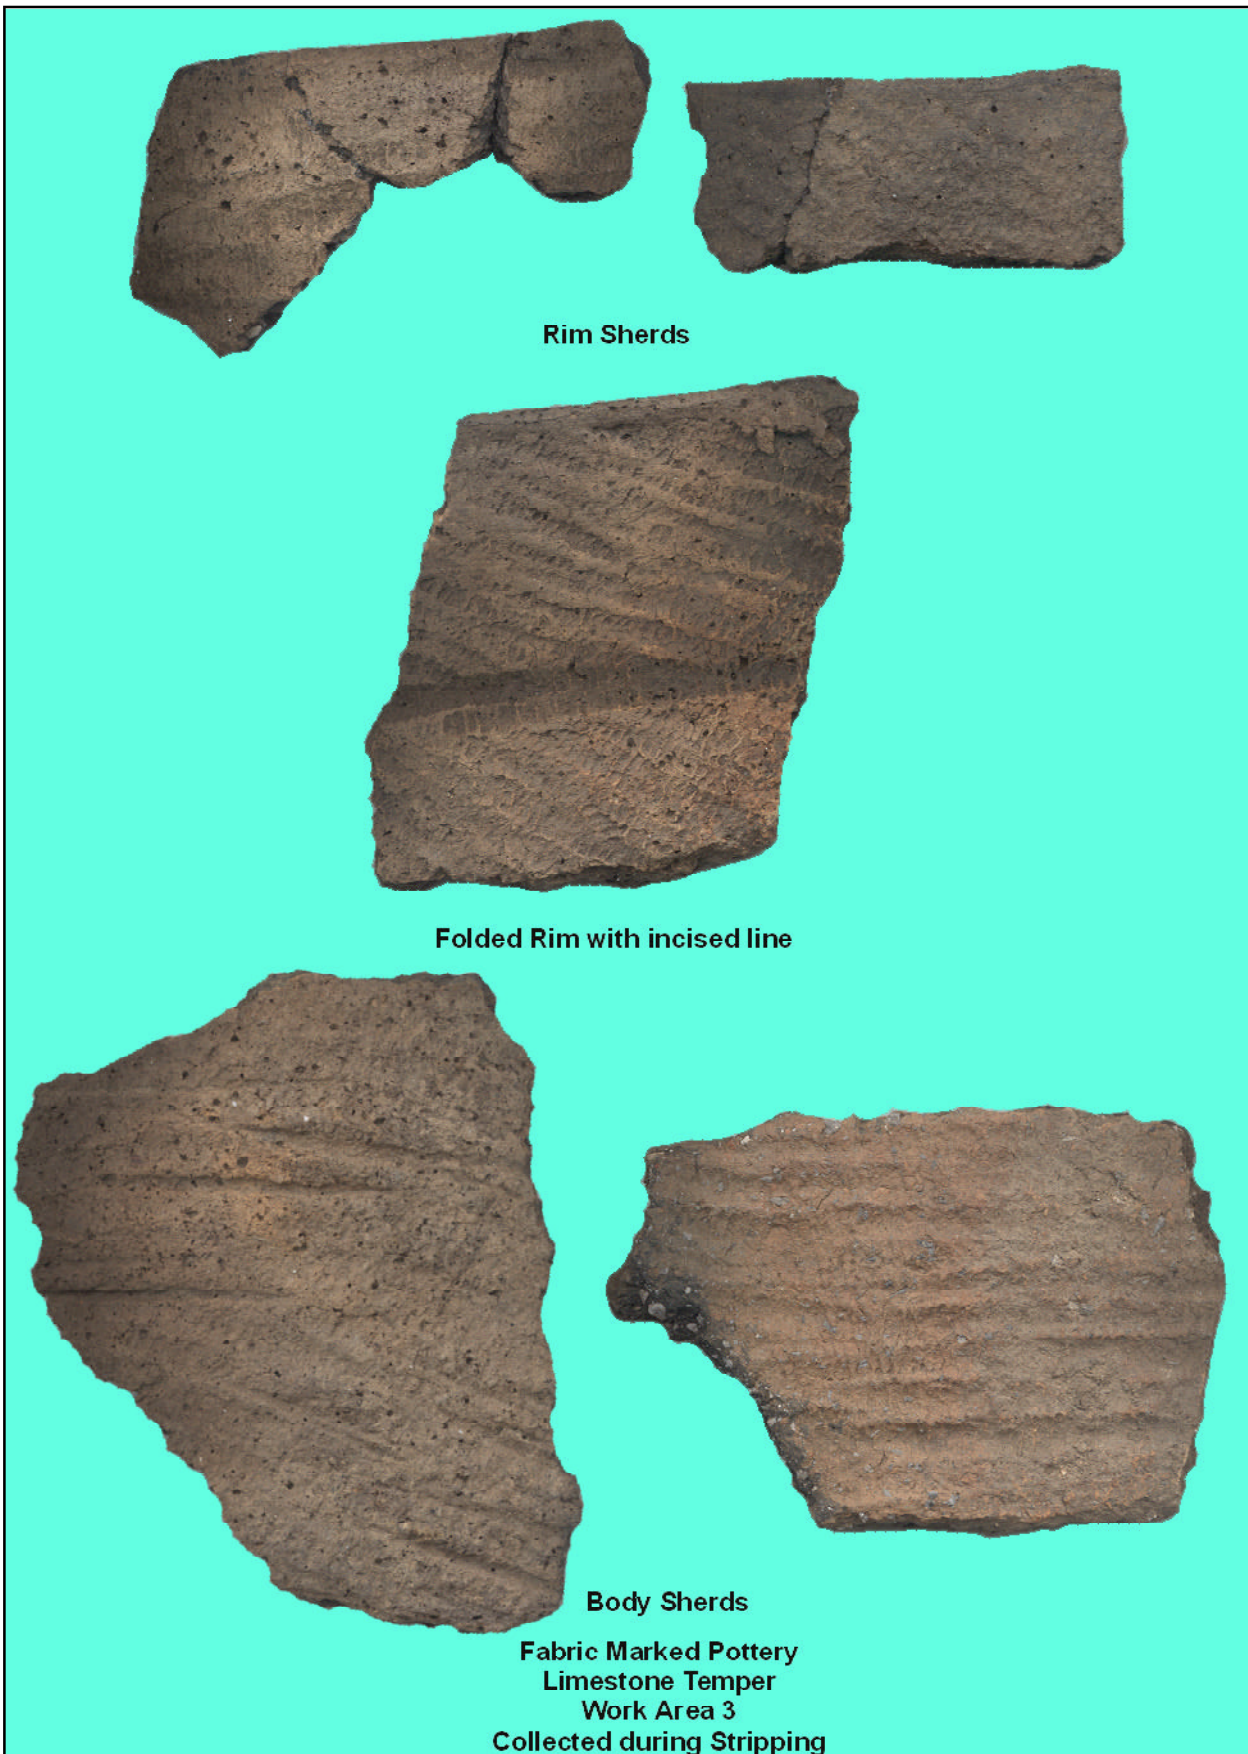 Rim Sherds
Folded Rim with incised line
Body Sherds
Fabric Marked Pottery
Limestone Temper
Work Area 3
Collected during Stripping